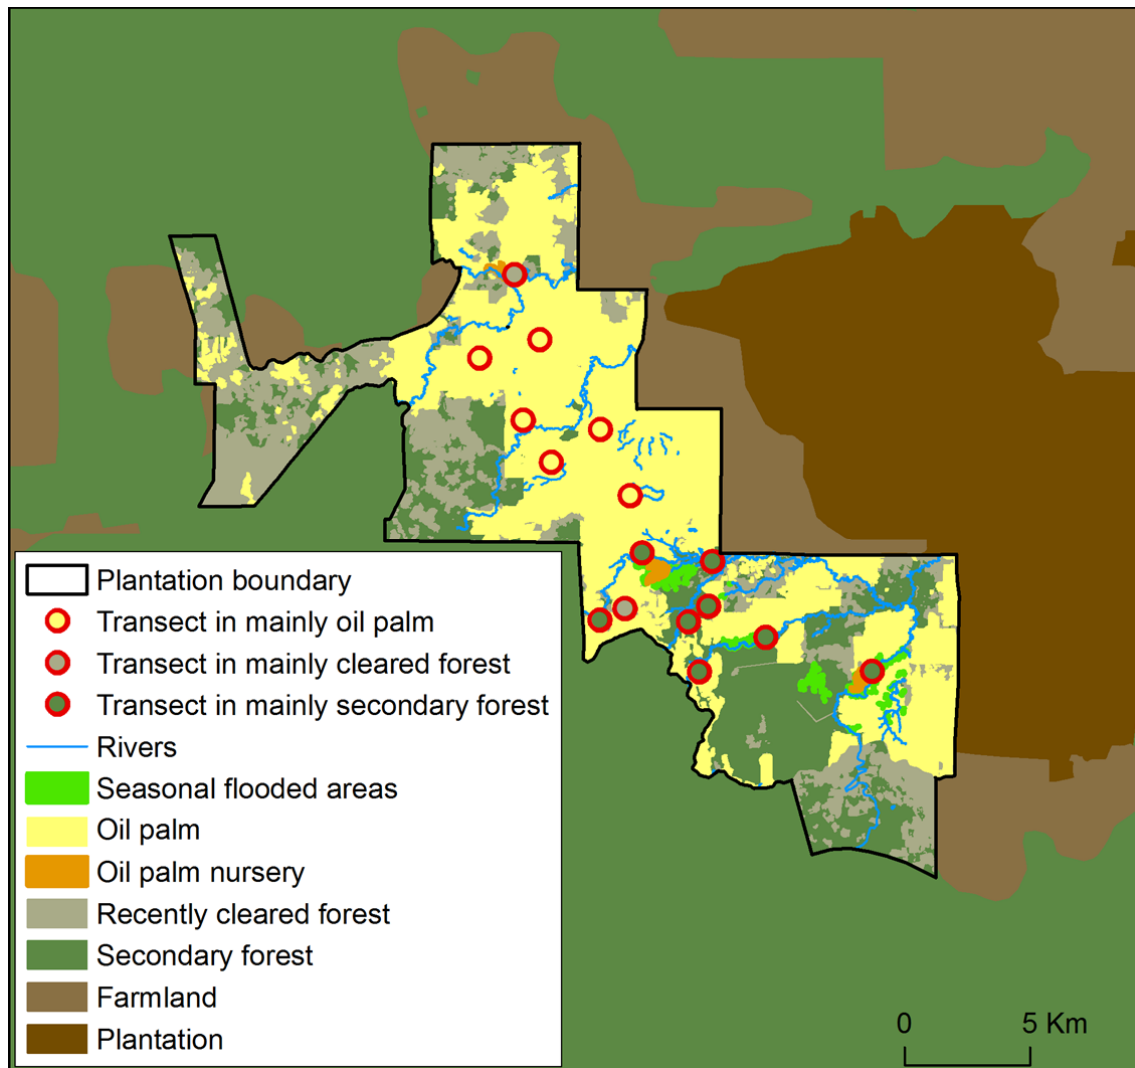 Plantation boundary
Transect in mainly oil palm
Transect in mainly cleared forest
Transect in mainly secondary forest
Rivers
Seasonal flooded areas
Oil palm
Oil palm nursery
Recently cleared forest
Secondary forest
Farmland
Plantation
0 5 Km